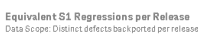 Equivalent S1 Regressions per Release
Data Scope: Distinct defects backported per release